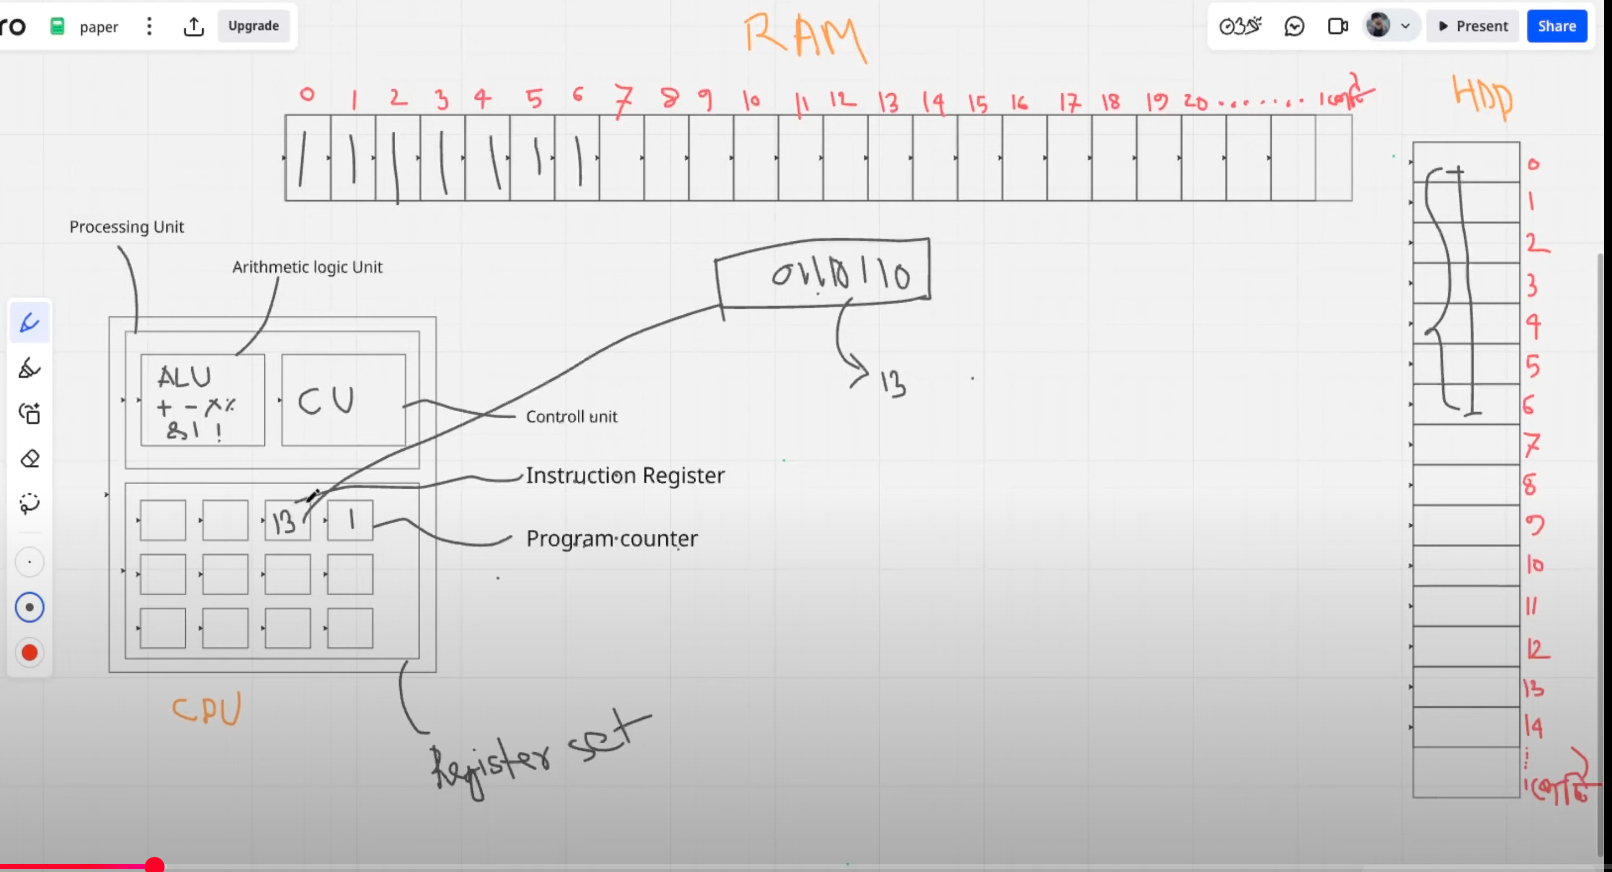 ro paper Upgrade
Present Share
RAM
HDD
0 1 2 3 4 5 6 7 8 9 10 11 12 13 14 15 16 17 18 19 20 ........
Processing Unit
Arithmetic logic Unit
ALU
+ - x %
& | !
CU
Controll unit
13
Instruction Register
13 1
Program counter
CPU
Register set
0
1
2
3
4
5
6
7
8
9
10
11
12
13
14